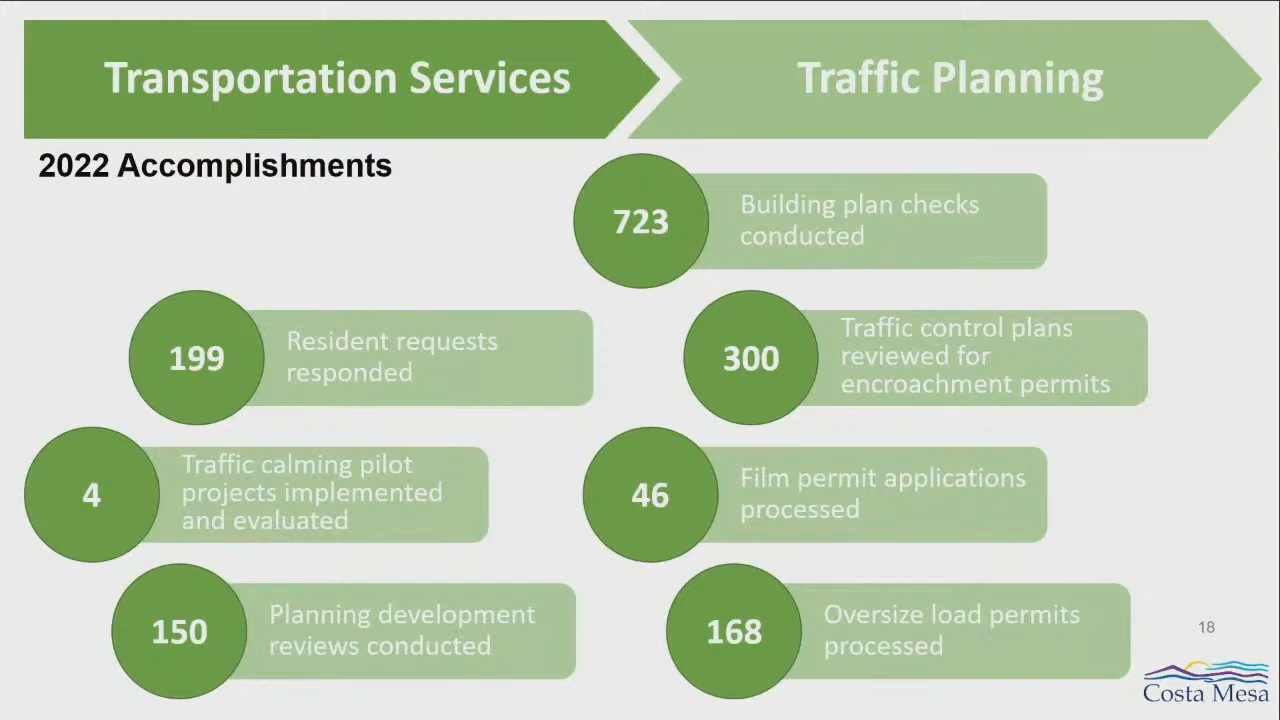 Transportation Services
Traffic Planning
2022 Accomplishments
723
Building plan checks
conducted
199
Resident requests
responded
300
Traffic control plans
reviewed for
encroachment permits
4
Traffic calming pilot
projects implemented
and evaluated
46
Film permit applications
processed
150
Planning development
reviews conducted
168
Oversize load permits
processed
18
Costa Mesa